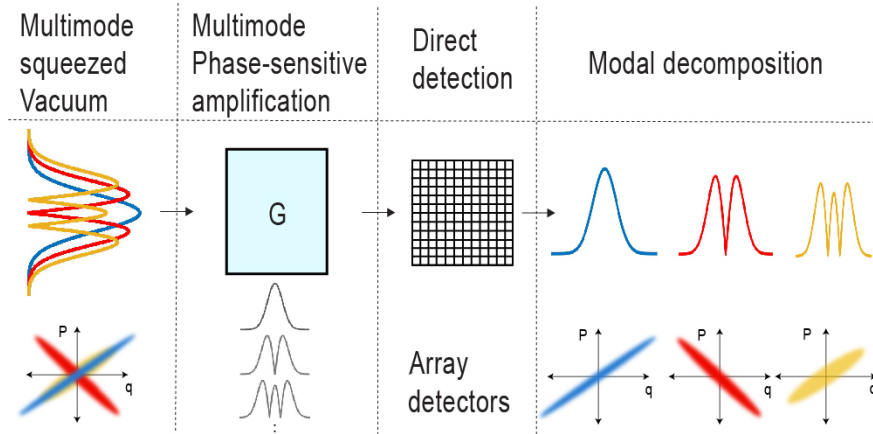 Multimode
squeezed
Vacuum
Multimode
Phase-sensitive
amplification
Direct
detection
Modal decomposition
G
P
q
Array
detectors
P
q
P
q
P
q